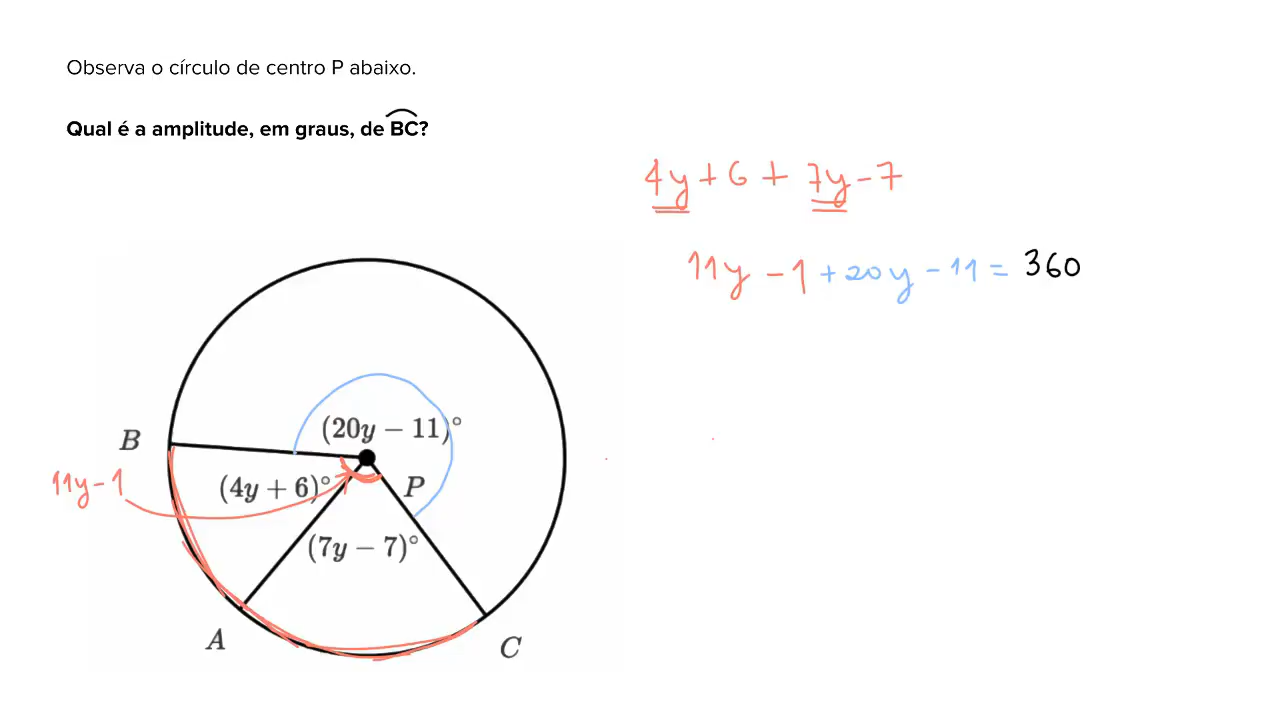 Observa o círculo de centro P abaixo.
Qual é a amplitude, em graus, de BC?
4y + 6 + 7y - 7
11y - 1 + 20y - 11 = 360
(20y − 11)°
B
11y - 1
(4y + 6)°
P
(7y − 7)°
A
C